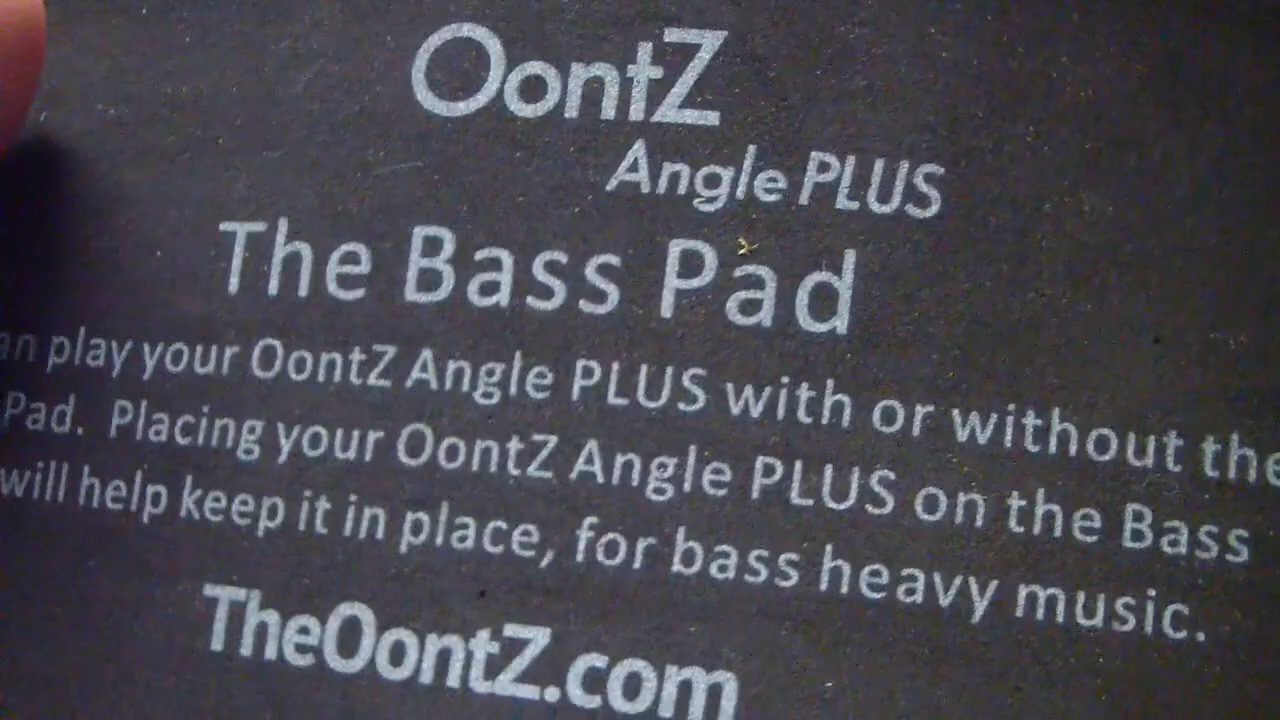 OontZ
Angle PLUS
The Bass Pad
play your OontZ Angle PLUS with or without the
Pad. Placing your OontZ Angle PLUS on the Bass
will help keep it in place, for bass heavy music.
TheOontZ.com